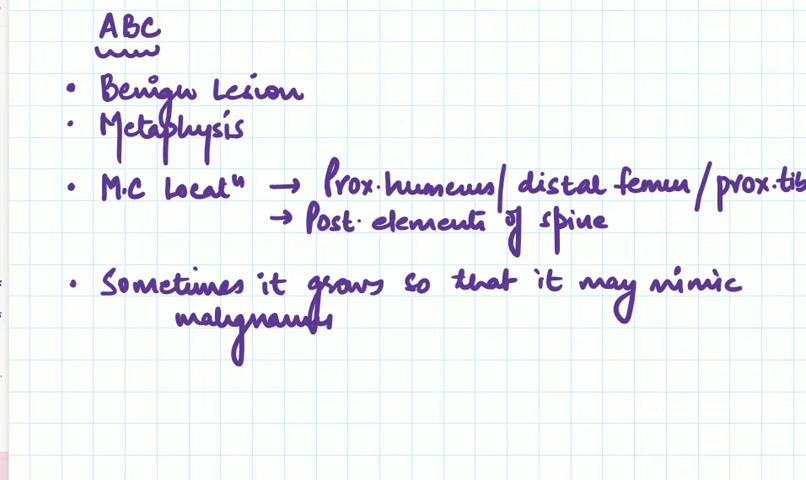 ABC
• Benign Lesion
• Metaphysis
• M.C Locatⁿ → Prox. humerus / distal femur / prox. tib
→ Post. elements of spine
• Sometimes it grows so that it may mimic
malignancy